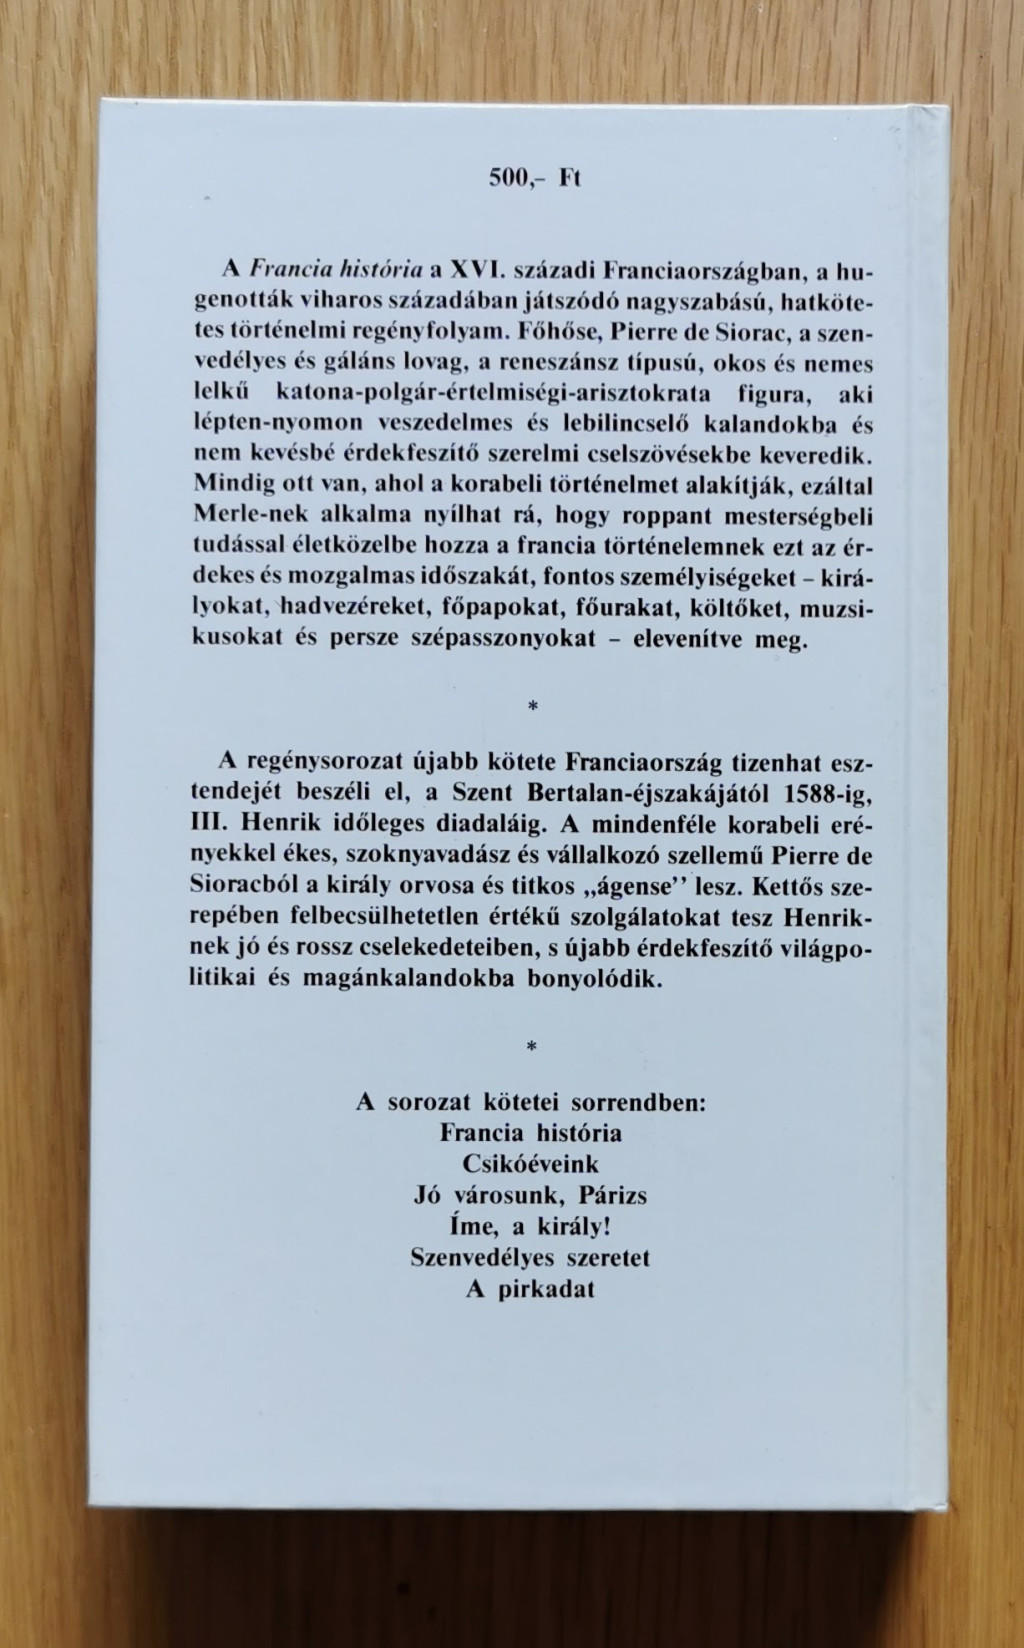 500,– Ft
A Francia história a XVI. századi Franciaországban, a hu-
genották viharos századában játszódó nagyszabású, hatköte-
tes történelmi regényfolyam. Főhőse, Pierre de Siorac, a szen-
vedélyes és gáláns lovag, a reneszánsz típusú, okos és nemes
lelkű katona-polgár-értelmiségi-arisztokrata figura, aki
lépten-nyomon veszedelmes és lebilincselő kalandokba és
nem kevésbé érdekfeszítő szerelmi cselszövésekbe keveredik.
Mindig ott van, ahol a korabeli történelmet alakítják, ezáltal
Merle-nek alkalma nyílhat rá, hogy roppant mesterségbeli
tudással életközelbe hozza a francia történelemnek ezt az ér-
dekes és mozgalmas időszakát, fontos személyiségeket – kirá-
lyokat, hadvezéreket, főpapokat, főurakat, költőket, muzsi-
kusokat és persze szépasszonyokat – elevenítve meg.
*
A regénysorozat újabb kötete Franciaország tizenhat esz-
tendejét beszéli el, a Szent Bertalan-éjszakájától 1588-ig,
III. Henrik időleges diadaláig. A mindenféle korabeli eré-
nyekkel ékes, szoknyavadász és vállalkozó szellemű Pierre de
Sioracból a király orvosa és titkos „ágense” lesz. Kettős sze-
repében felbecsülhetetlen értékű szolgálatokat tesz Henrik-
nek jó és rossz cselekedeteiben, s újabb érdekfeszítő világpo-
litikai és magánkalandokba bonyolódik.
*
A sorozat kötetei sorrendben:
Francia história
Csikóéveink
Jó városunk, Párizs
Íme, a király!
Szenvedélyes szeretet
A pirkadat